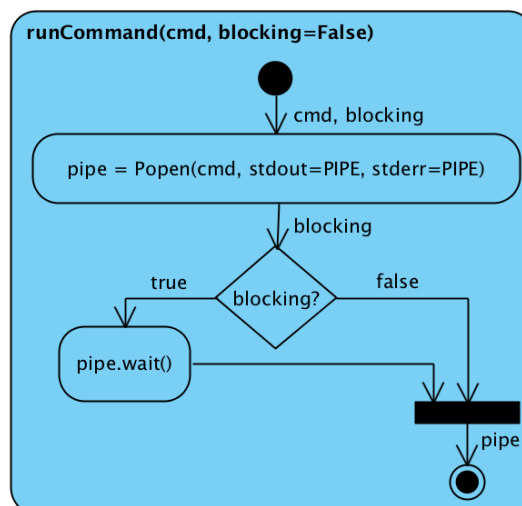 runCommand(cmd, blocking=False)
cmd, blocking
pipe = Popen(cmd, stdout=PIPE, stderr=PIPE)
blocking
true
false
blocking?
pipe.wait()
pipe